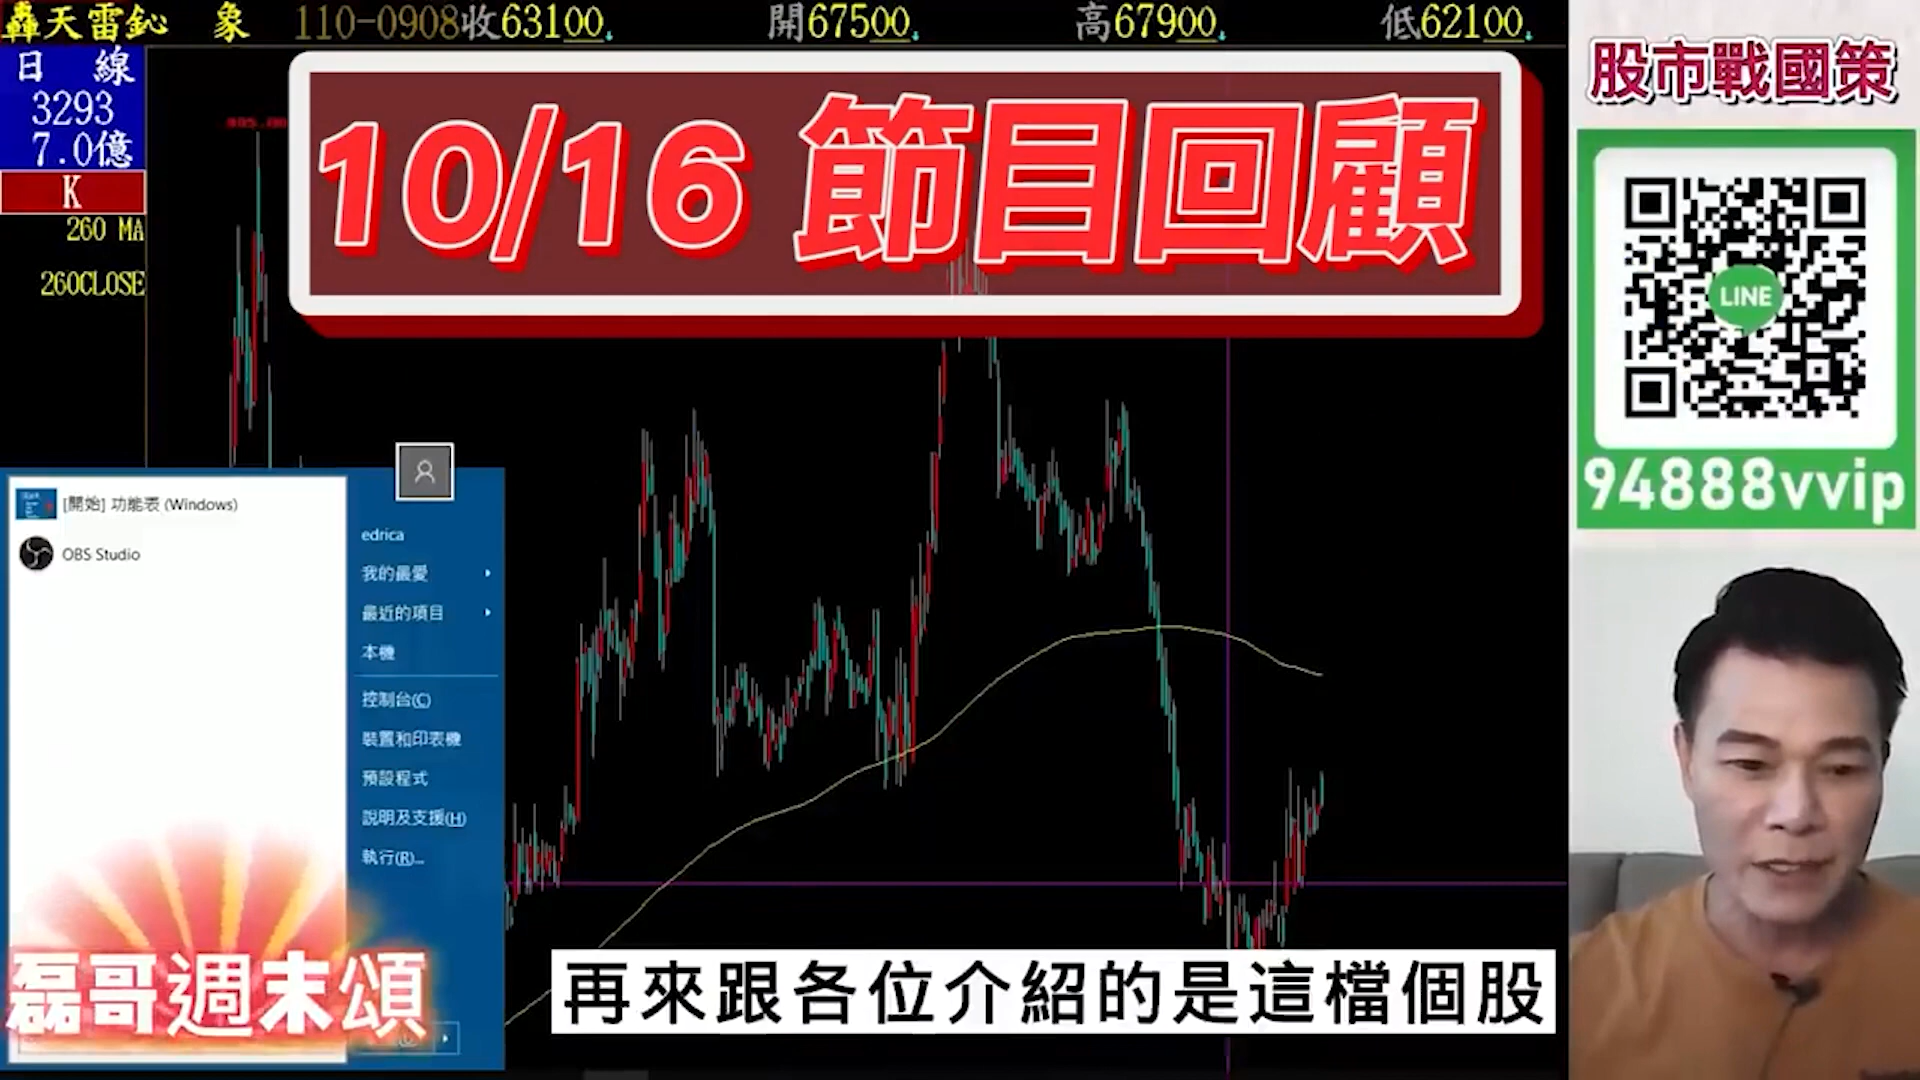 轟天雷鈊 象 110-0908收63100. 開67500. 高67900. 低62100.
日 線
3293
7.0億
K
260 MA
260CLOSE
10/16 節目回顧
股市戰國策
LINE
94888vvip
[開始] 功能表 (Windows)
OBS Studio
edrica
我的最愛
最近的項目
本機
控制台(C)
裝置和印表機
預設程式
說明及支援(H)
執行(R)...
磊哥週末頌
再來跟各位介紹的是這檔個股